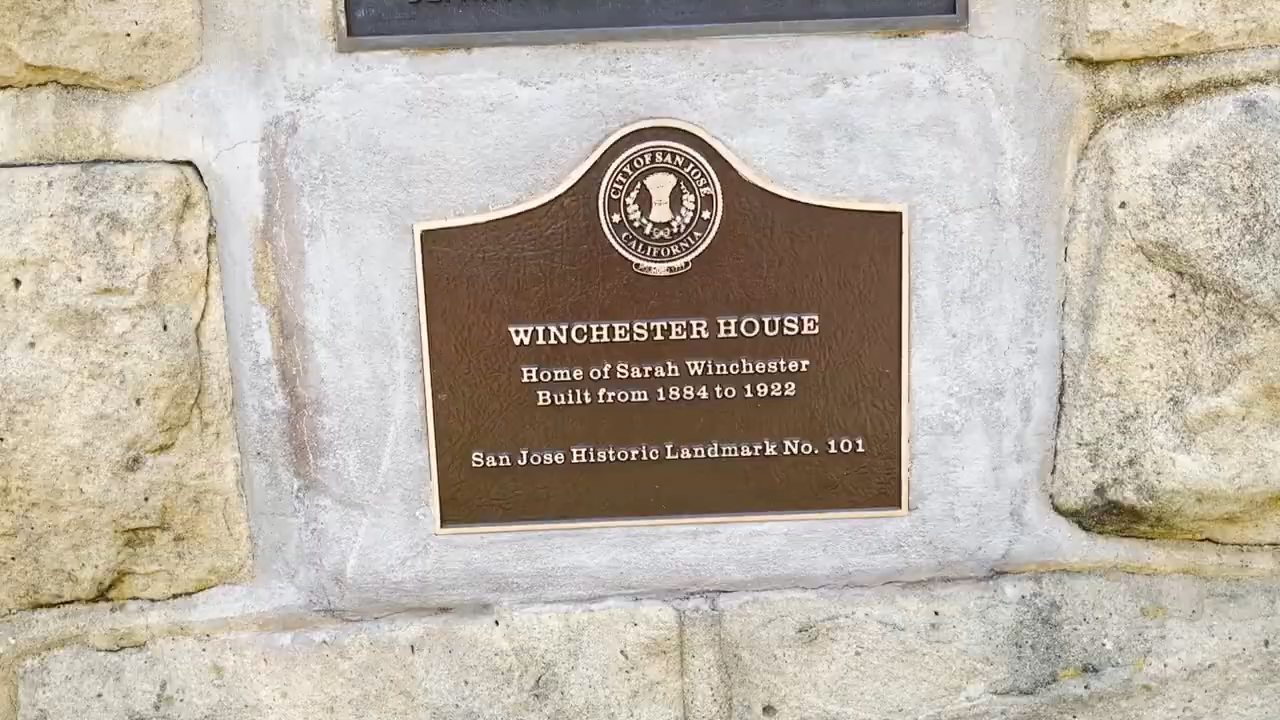 CITY OF SAN JOSE
CALIFORNIA
WINCHESTER HOUSE
Home of Sarah Winchester
Built from 1884 to 1922
San Jose Historic Landmark No. 101